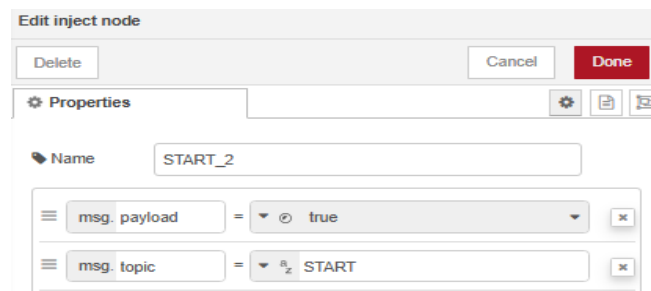 Edit inject node
Delete Cancel Done
Properties
Name START_2
msg. payload = true
msg. topic = a z START